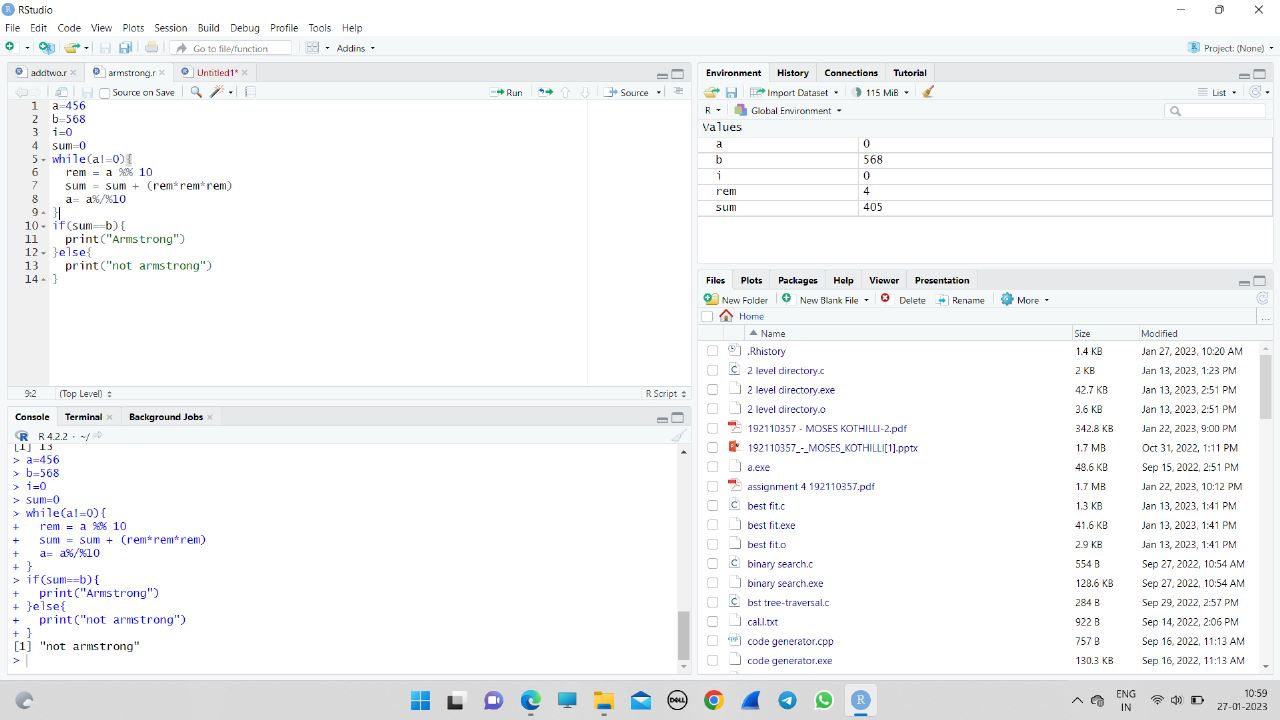 RStudio
File Edit Code View Plots Session Build Debug Profile Tools Help
Go to file/function Addins Project: (None)
addtwo.r armstrong.r Untitled1*
Source on Save Run Source
1 a=456
2 b=568
3 i=0
4 sum=0
5 while(a!=0){
6 rem = a %% 10
7 sum = sum + (rem*rem*rem)
8 a= a%/%10
9 }
10 if(sum==b){
11 print("Armstrong")
12 }else{
13 print("not armstrong")
14 }
9:2 (Top Level) R Script
Console Terminal Background Jobs
R 4.2.2 · ~/
> a=456
> b=568
> i=0
> sum=0
> while(a!=0){
+ rem = a %% 10
+ sum = sum + (rem*rem*rem)
+ a= a%/%10
+ }
> if(sum==b){
+ print("Armstrong")
+ }else{
+ print("not armstrong")
+ }
[1] "not armstrong"
>
Environment History Connections Tutorial
Import Dataset 115 MiB List
R Global Environment
Values
a 0
b 568
i 0
rem 4
sum 405
Files Plots Packages Help Viewer Presentation
New Folder New Blank File Delete Rename More
Home ...
Name Size Modified
.Rhistory 1.4 KB Jan 27, 2023, 10:20 AM
2 level directory.c 2 KB Jan 13, 2023, 1:23 PM
2 level directory.exe 42.7 KB Jan 13, 2023, 2:51 PM
2 level directory.o 3.6 KB Jan 13, 2023, 2:51 PM
192110357 - MOSES KOTHILLI-2.pdf 342.8 KB Jan 22, 2023, 9:00 PM
192110357_-_MOSES_KOTHILLI[1].pptx 1.7 MB Oct 31, 2022, 1:11 PM
a.exe 48.6 KB Sep 15, 2022, 2:51 PM
assignment 4 192110357.pdf 1.7 MB Jan 22, 2023, 10:12 PM
best fit.c 1.3 KB Jan 13, 2023, 1:41 PM
best fit.exe 41.6 KB Jan 13, 2023, 1:41 PM
best fit.o 2.9 KB Jan 13, 2023, 1:41 PM
binary search.c 554 B Sep 27, 2022, 10:54 AM
binary search.exe 128.6 KB Sep 27, 2022, 10:54 AM
bst tree-traversal.c 284 B Sep 29, 2022, 2:57 PM
cal.l.txt 922 B Sep 14, 2022, 2:06 PM
code generator.cpp 757 B Sep 16, 2022, 11:13 AM
code generator.exe 130.3 KB Sep 16, 2022, 11:13 AM
DELL
ENG 10:59
IN 27-01-2023